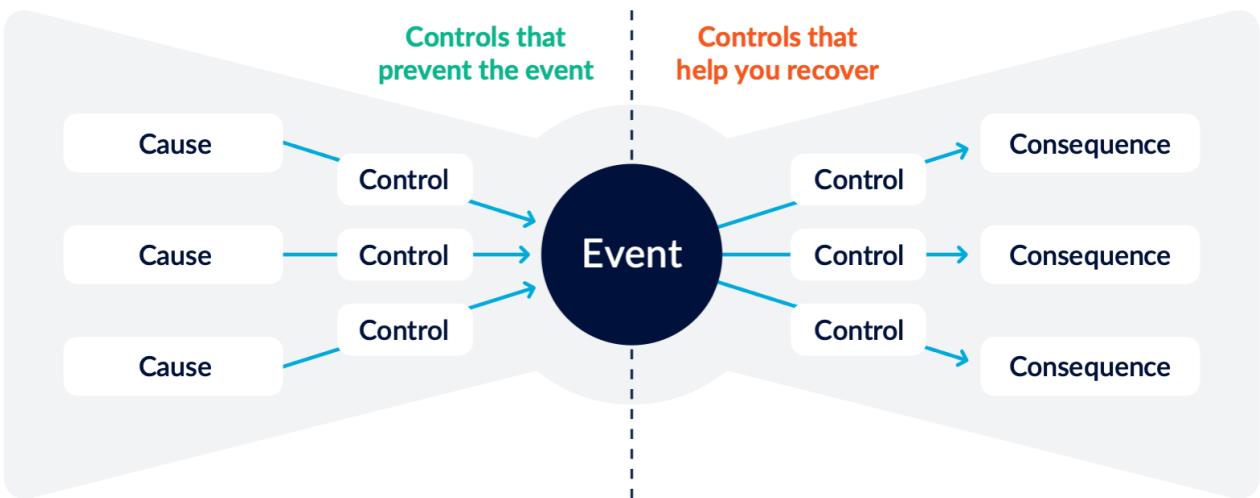 Controls that
prevent the event
Controls that
help you recover
Cause
Control
Control
Consequence
Cause
Control
Event
Control
Consequence
Cause
Control
Control
Consequence